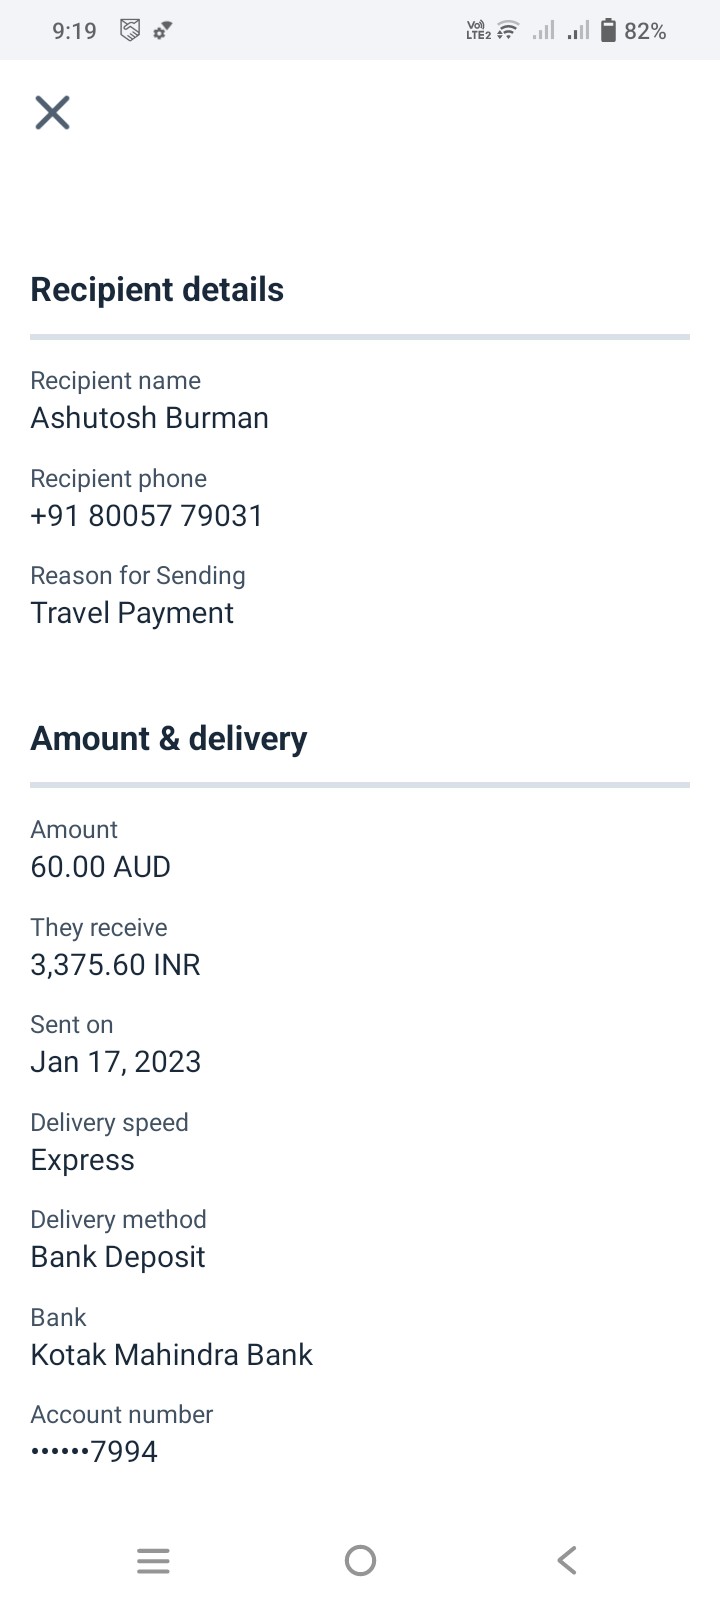 9:19
Vo) LTE2 82%
Recipient details
Recipient name
Ashutosh Burman
Recipient phone
+91 80057 79031
Reason for Sending
Travel Payment
Amount & delivery
Amount
60.00 AUD
They receive
3,375.60 INR
Sent on
Jan 17, 2023
Delivery speed
Express
Delivery method
Bank Deposit
Bank
Kotak Mahindra Bank
Account number
••••••7994